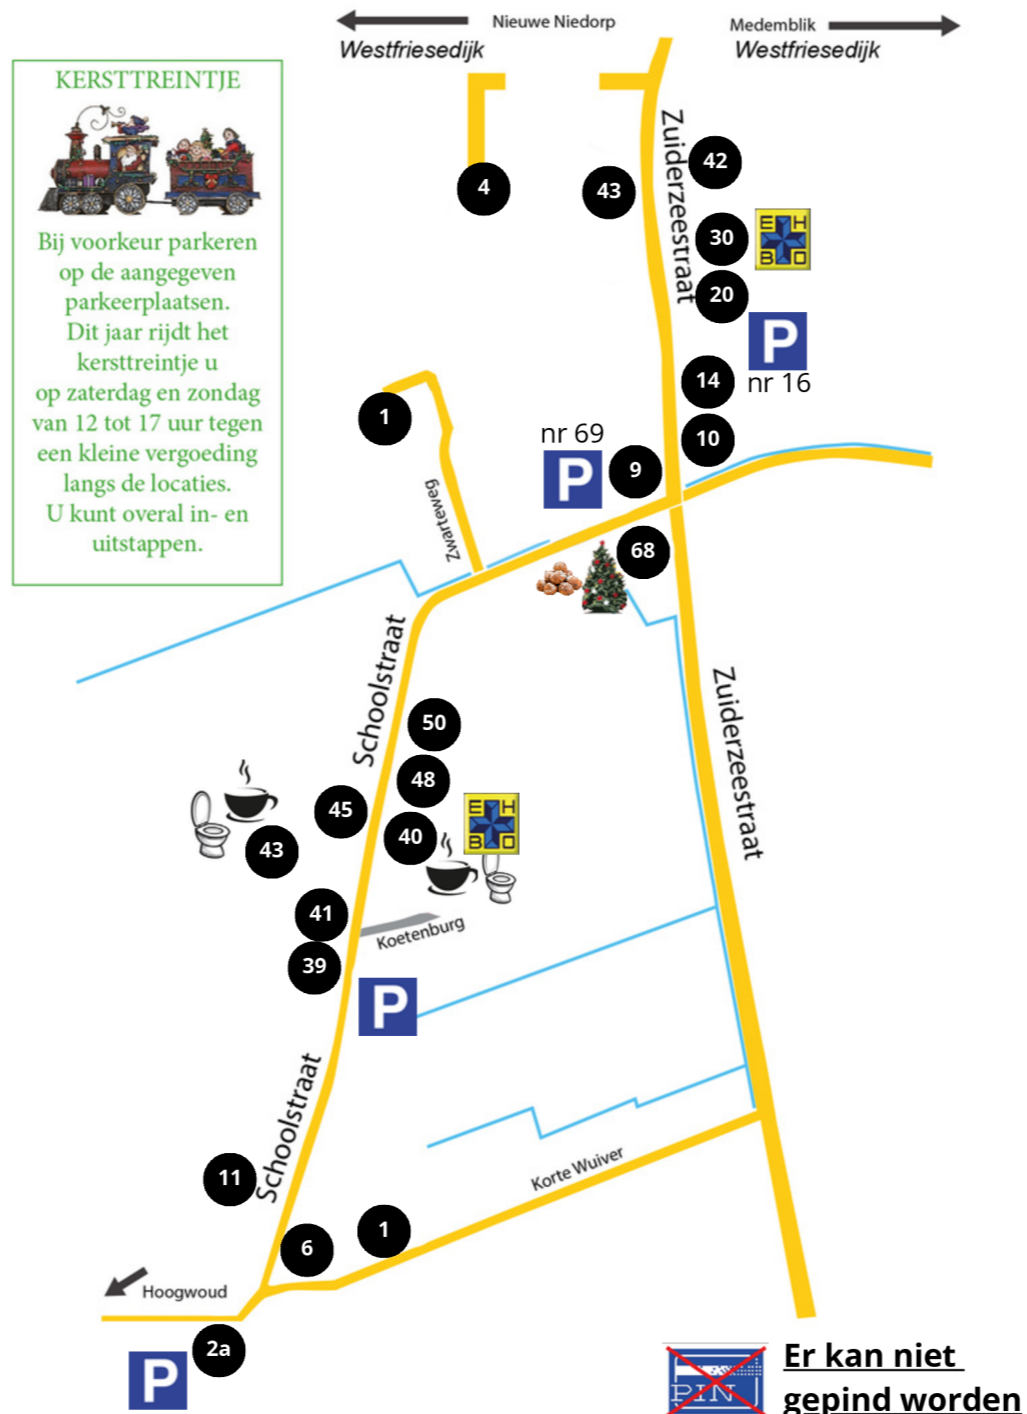 Nieuwe Niedorp
Westfriesedijk
Medemblik
Westfriesedijk
KERSTTREINTJE
Bij voorkeur parkeren
op de aangegeven
parkeerplaatsen.
Dit jaar rijdt het
kersttreintje u
op zaterdag en zondag
van 12 tot 17 uur tegen
een kleine vergoeding
langs de locaties.
U kunt overal in- en
uitstappen.
Zuiderzeestraat
4
43
42
30
EHBO
20
P
nr 16
14
10
1
nr 69
P
9
Zwarteweg
68
Schoolstraat
Zuiderzeestraat
50
48
45
40
EHBO
43
41
Koetenburg
39
P
Schoolstraat
11
Korte Wuiver
1
6
Hoogwoud
2a
P
PIN
Er kan niet
gepind worden